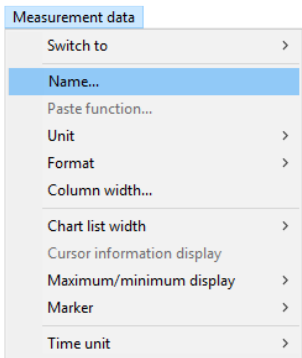 Measurement data
Switch to
Name...
Paste function...
Unit
Format
Column width...
Chart list width
Cursor information display
Maximum/minimum display
Marker
Time unit